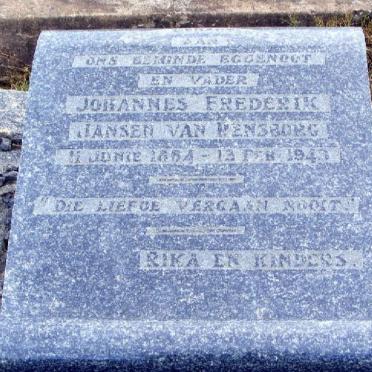 ONS BEMINDE EGGENOOT
EN VADER
JOHANNES FREDERIK
JANSEN VAN RENSBURG
11 JUNIE 1884 - 13 FEB. 1943
"DIE LIEFDE VERGAAN NOOIT"
RIKA EN KINDERS.